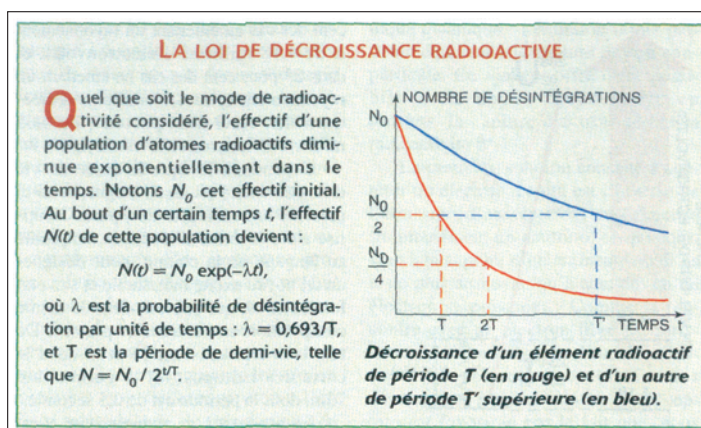 LA LOI DE DÉCROISSANCE RADIOACTIVE
Quel que soit le mode de radioac-
tivité considéré, l'effectif d'une
population d'atomes radioactifs dimi-
nue exponentiellement dans le
temps. Notons N₀ cet effectif initial.
Au bout d'un certain temps t, l'effectif
N(t) de cette population devient :
N(t) = N₀ exp(-λt),
où λ est la probabilité de désintégra-
tion par unité de temps : λ = 0,693/T,
et T est la période de demi-vie, telle
que N = N₀ / 2^t/T.
NOMBRE DE DÉSINTÉGRATIONS
N₀
N₀
2
N₀
4
T
2T
T'
TEMPS t
Décroissance d'un élément radioactif
de période T (en rouge) et d'un autre
de période T' supérieure (en bleu).